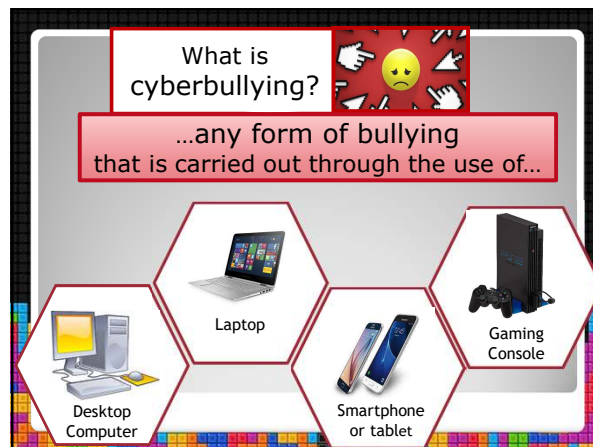 What is
cyberbullying?
…any form of bullying
that is carried out through the use of…
Desktop
Computer
Laptop
Smartphone
or tablet
Gaming
Console